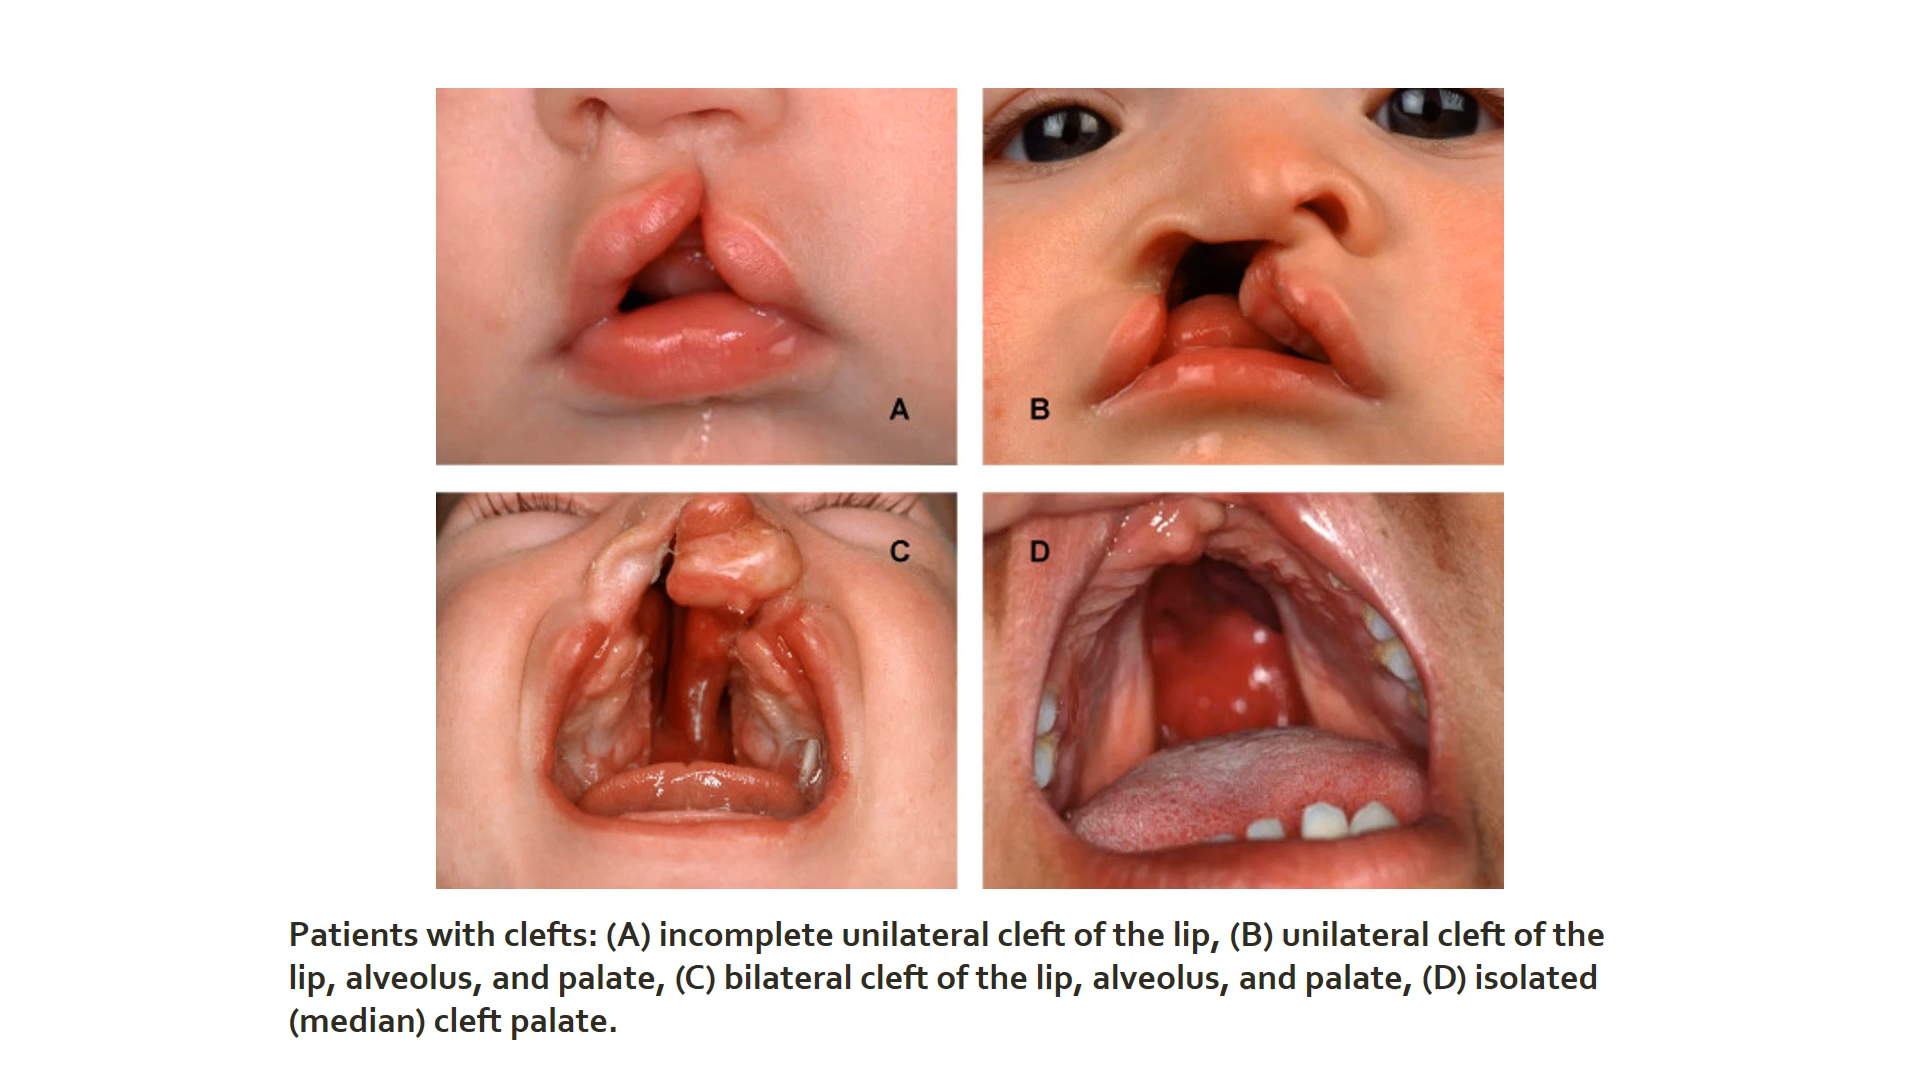 A
B
C
D
Patients with clefts: (A) incomplete unilateral cleft of the lip, (B) unilateral cleft of the
lip, alveolus, and palate, (C) bilateral cleft of the lip, alveolus, and palate, (D) isolated
(median) cleft palate.